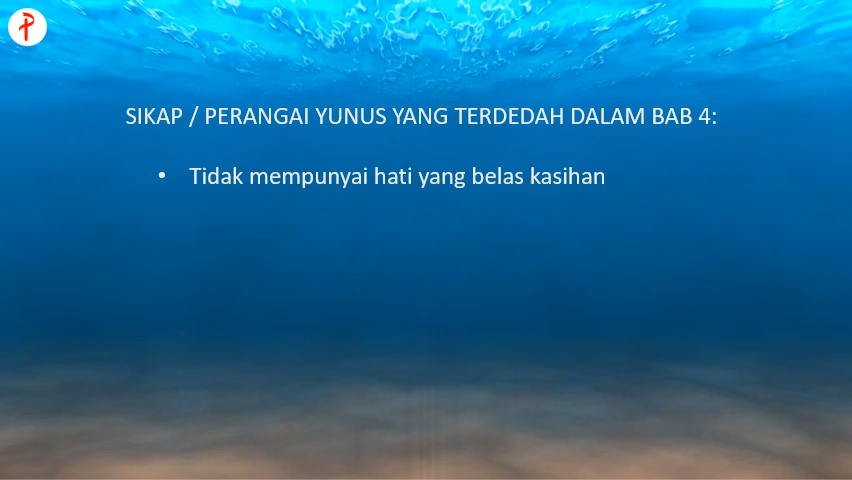 SIKAP / PERANGAI YUNUS YANG TERDEDAH DALAM BAB 4:
• Tidak mempunyai hati yang belas kasihan